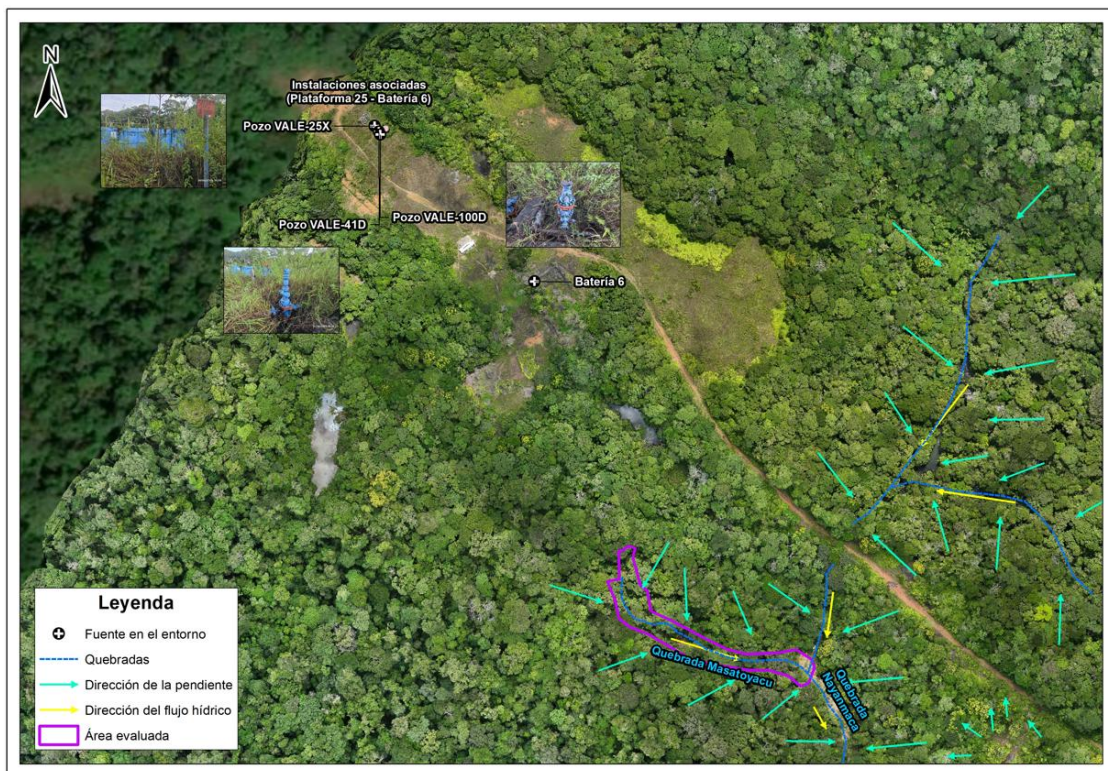 N
Instalaciones asociadas
(Plataforma 25 - Batería 6)
Pozo VALE-25X
Pozo VALE-41D
Pozo VALE-100D
Batería 6
Quebrada Masatoyacu
Quebrada
Nayanmaca
Leyenda
Fuente en el entorno
Quebradas
Dirección de la pendiente
Dirección del flujo hídrico
Área evaluada